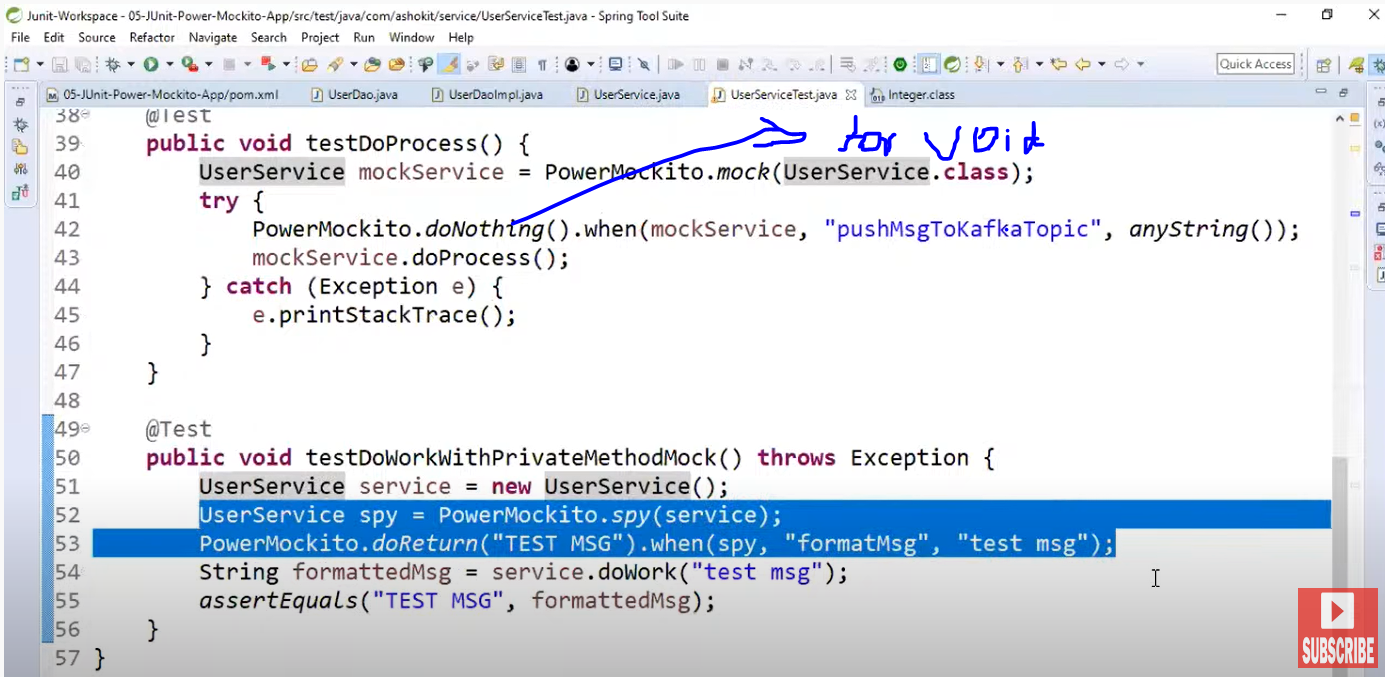 Junit-Workspace - 05-JUnit-Power-Mockito-App/src/test/java/com/ashokit/service/UserServiceTest.java - Spring Tool Suite
File Edit Source Refactor Navigate Search Project Run Window Help
Quick Access
05-JUnit-Power-Mockito-App/pom.xml UserDao.java UserDaoImpl.java UserService.java UserServiceTest.java Integer.class
38 @Test
for void
39 public void testDoProcess() {
40 UserService mockService = PowerMockito.mock(UserService.class);
41 try {
42 PowerMockito.doNothing().when(mockService, "pushMsgToKafkaTopic", anyString());
43 mockService.doProcess();
44 } catch (Exception e) {
45 e.printStackTrace();
46 }
47 }
48
49 @Test
50 public void testDoWorkWithPrivateMethodMock() throws Exception {
51 UserService service = new UserService();
52 UserService spy = PowerMockito.spy(service);
53 PowerMockito.doReturn("TEST MSG").when(spy, "formatMsg", "test msg");
54 String formattedMsg = service.doWork("test msg");
55 assertEquals("TEST MSG", formattedMsg);
56 }
57 }
SUBSCRIBE